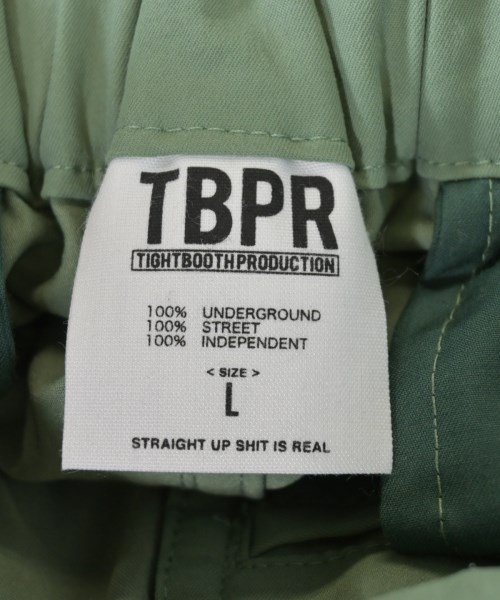 TBPR
TIGHTBOOTHPRODUCTION
100% UNDERGROUND
100% STREET
100% INDEPENDENT
< SIZE >
L
STRAIGHT UP SHIT IS REAL